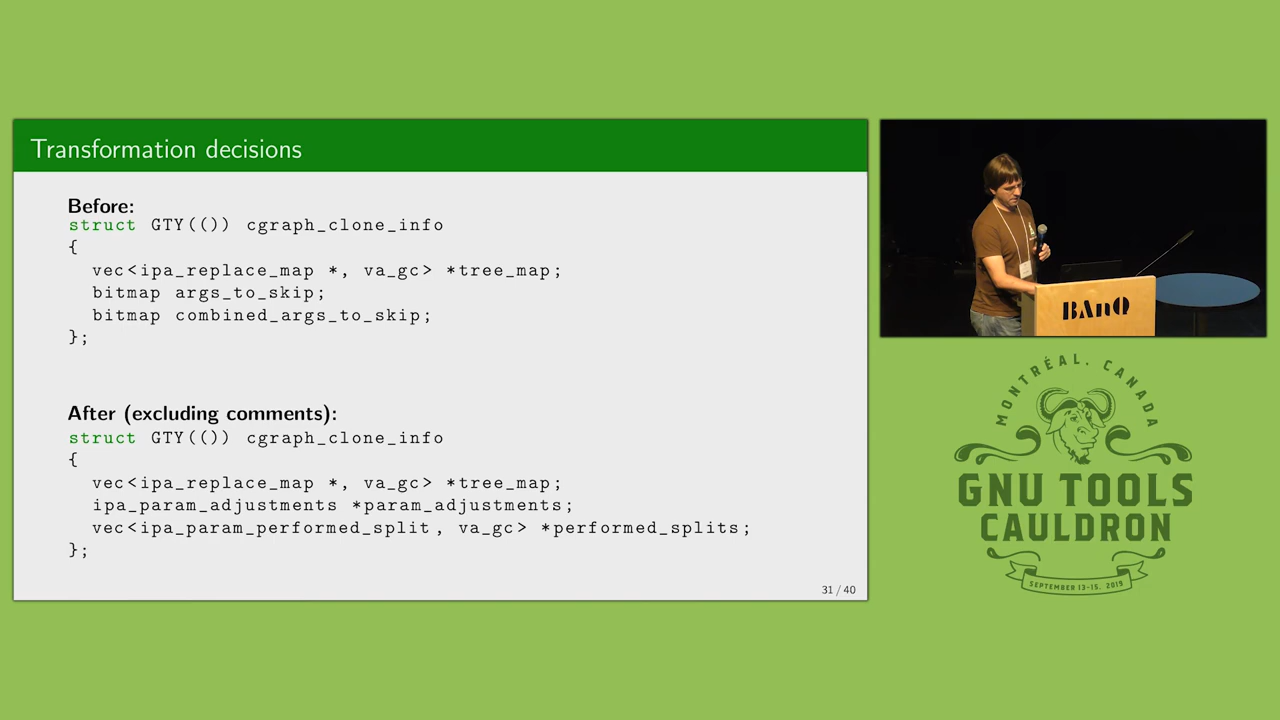 Transformation decisions
Before:
struct GTY(()) cgraph_clone_info
{
vec<ipa_replace_map *, va_gc> *tree_map;
bitmap args_to_skip;
bitmap combined_args_to_skip;
};
After (excluding comments):
struct GTY(()) cgraph_clone_info
{
vec<ipa_replace_map *, va_gc> *tree_map;
ipa_param_adjustments *param_adjustments;
vec<ipa_param_performed_split, va_gc> *performed_splits;
};
31 / 40
BAnQ
MONTRÉAL, CANADA
GNU TOOLS
CAULDRON
SEPTEMBER 13-15, 2019